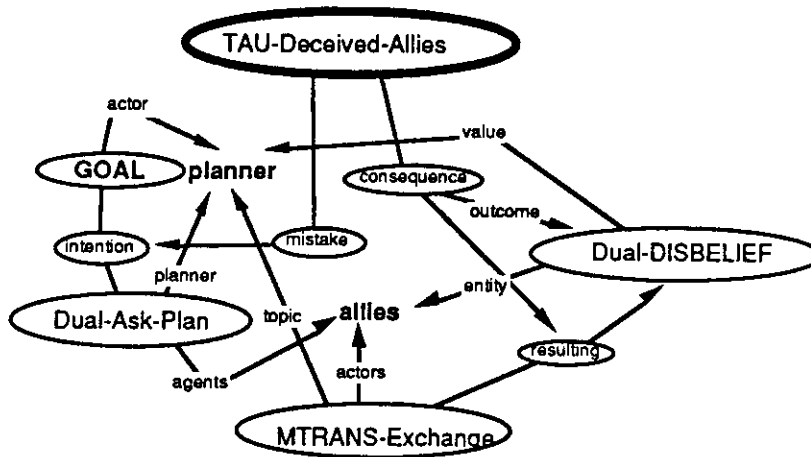 TAU-Deceived-Allies
actor
value
GOAL
planner
consequence
outcome
intention
mistake
Dual-DISBELIEF
planner
entity
topic
allies
Dual-Ask-Plan
resulting
agents
actors
MTRANS-Exchange